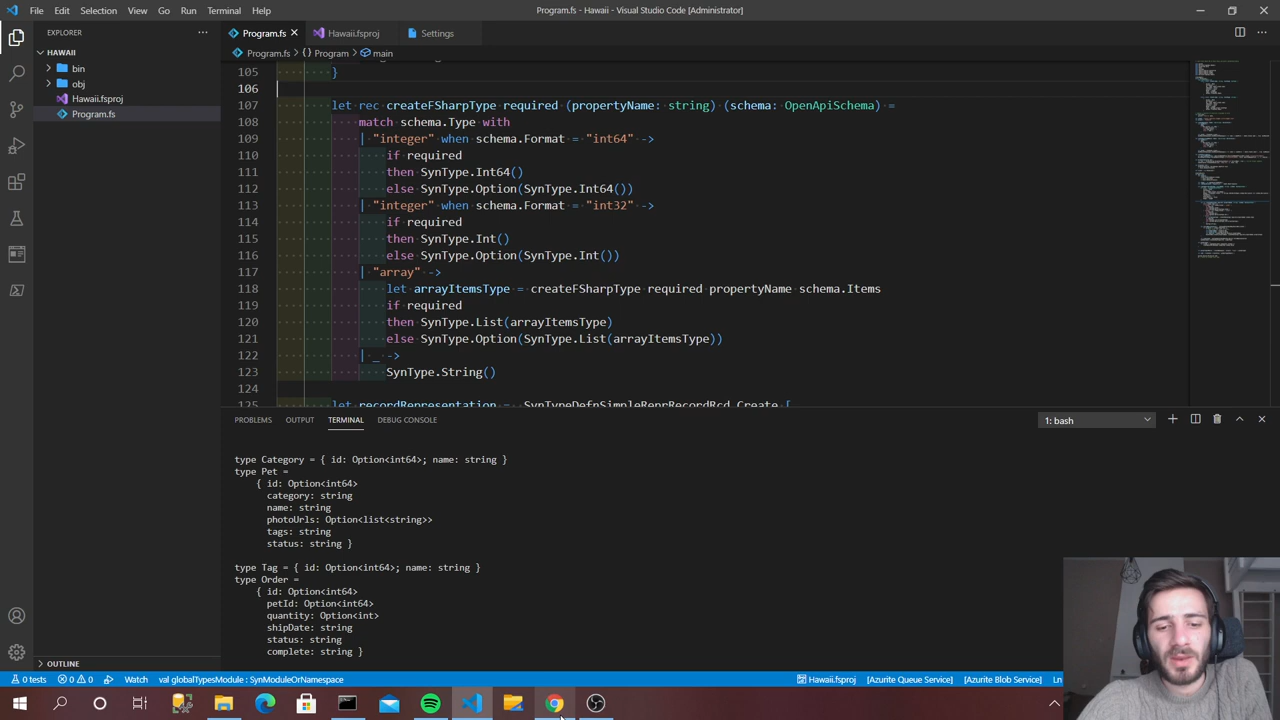 File Edit Selection View Go Run Terminal Help
Program.fs - Hawaii - Visual Studio Code [Administrator]
EXPLORER
Program.fs
Hawaii.fsproj
Settings
HAWAII
Program.fs > {} Program > main
bin
obj
Hawaii.fsproj
Program.fs
105 }
106
107 let rec createFSharpType required (propertyName: string) (schema: OpenApiSchema) =
108 match schema.Type with
109 | "integer" when schema.Format = "int64" ->
110 if required
111 then SynType.Int64()
112 else SynType.Option(SynType.Int64())
113 | "integer" when schema.Format = "int32" ->
114 if required
115 then SynType.Int()
116 else SynType.Option(SynType.Int())
117 | "array" ->
118 let arrayItemsType = createFSharpType required propertyName schema.Items
119 if required
120 then SynType.List(arrayItemsType)
121 else SynType.Option(SynType.List(arrayItemsType))
122 | _ ->
123 SynType.String()
124
125 let recordRepresentation = SynTypeDefnSimpleReprRecordRcd.Create [
PROBLEMS OUTPUT TERMINAL DEBUG CONSOLE
1: bash
type Category = { id: Option<int64>; name: string }
type Pet =
{ id: Option<int64>
category: string
name: string
photoUrls: Option<list<string>>
tags: string
status: string }
type Tag = { id: Option<int64>; name: string }
type Order =
{ id: Option<int64>
petId: Option<int64>
quantity: Option<int>
shipDate: string
status: string
complete: string }
OUTLINE
0 tests 0 0 Watch val globalTypesModule : SynModuleOrNamespace
Hawaii.fsproj [Azurite Queue Service] [Azurite Blob Service]